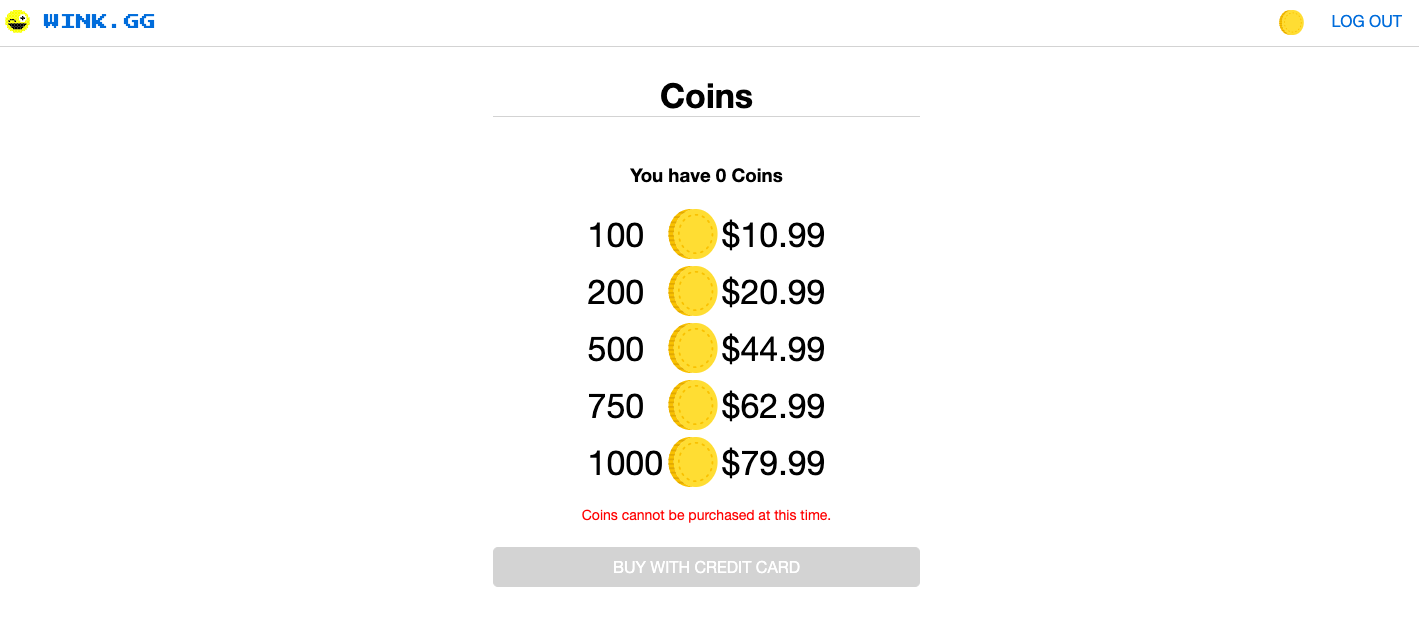 WINK.GG
LOG OUT
Coins
You have 0 Coins
100 $10.99
200 $20.99
500 $44.99
750 $62.99
1000 $79.99
Coins cannot be purchased at this time.
BUY WITH CREDIT CARD